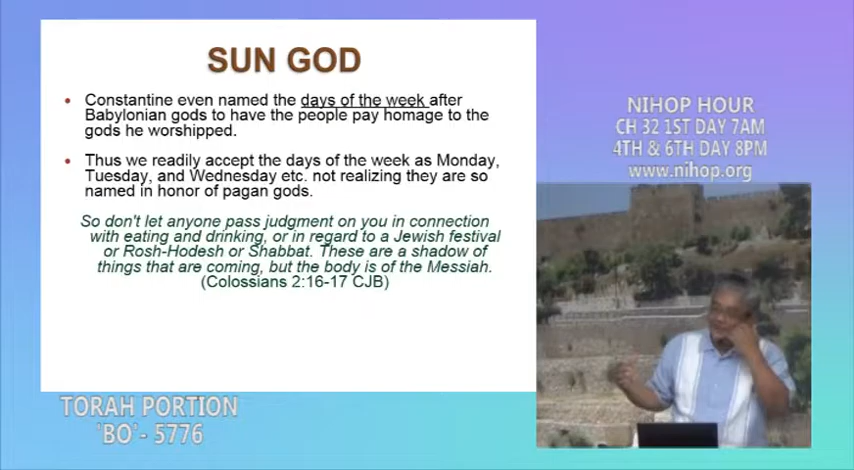 SUN GOD
• Constantine even named the days of the week after
Babylonian gods to have the people pay homage to the
gods he worshipped.
• Thus we readily accept the days of the week as Monday,
Tuesday, and Wednesday etc. not realizing they are so
named in honor of pagan gods.
So don't let anyone pass judgment on you in connection
with eating and drinking, or in regard to a Jewish festival
or Rosh-Hodesh or Shabbat. These are a shadow of
things that are coming, but the body is of the Messiah.
(Colossians 2:16-17 CJB)
NIHOP HOUR
CH 32 1ST DAY 7AM
4TH & 6TH DAY 8PM
www.nihop.org
TORAH PORTION
'BO'- 5776